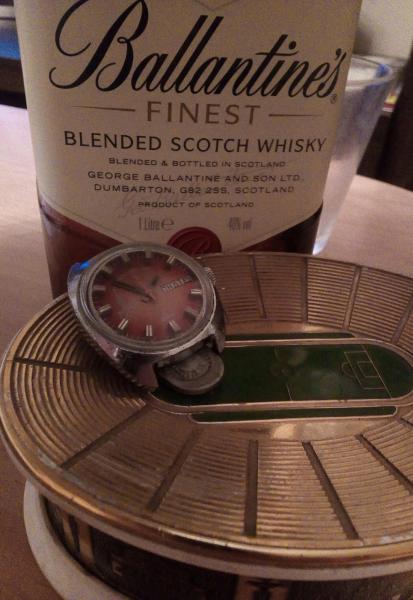 Ballantine's®
FINEST
BLENDED SCOTCH WHISKY
BLENDED & BOTTLED IN SCOTLAND
GEORGE BALLANTINE AND SON LTD.,
DUMBARTON, G82 2SS, SCOTLAND
PRODUCT OF SCOTLAND
1 Litre ℮ 40% vol